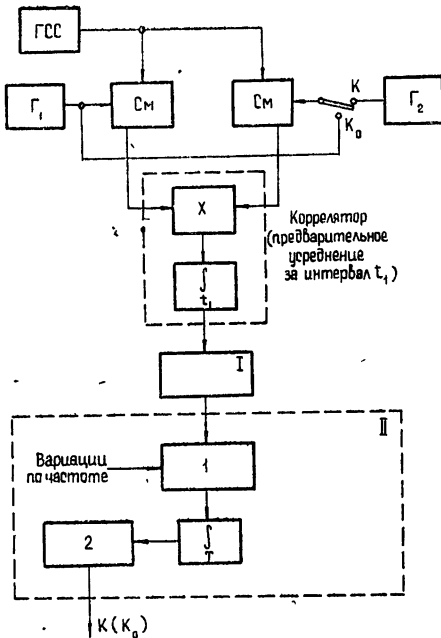 ГСС
Г₁
См
См
К
К₀
Г₂
X
Коррелятор
(предварительное
усреднение
за интервал t₁)
∫
t₁
I
II
Вариации
по частоте
1
2
∫
T
К(К₀)